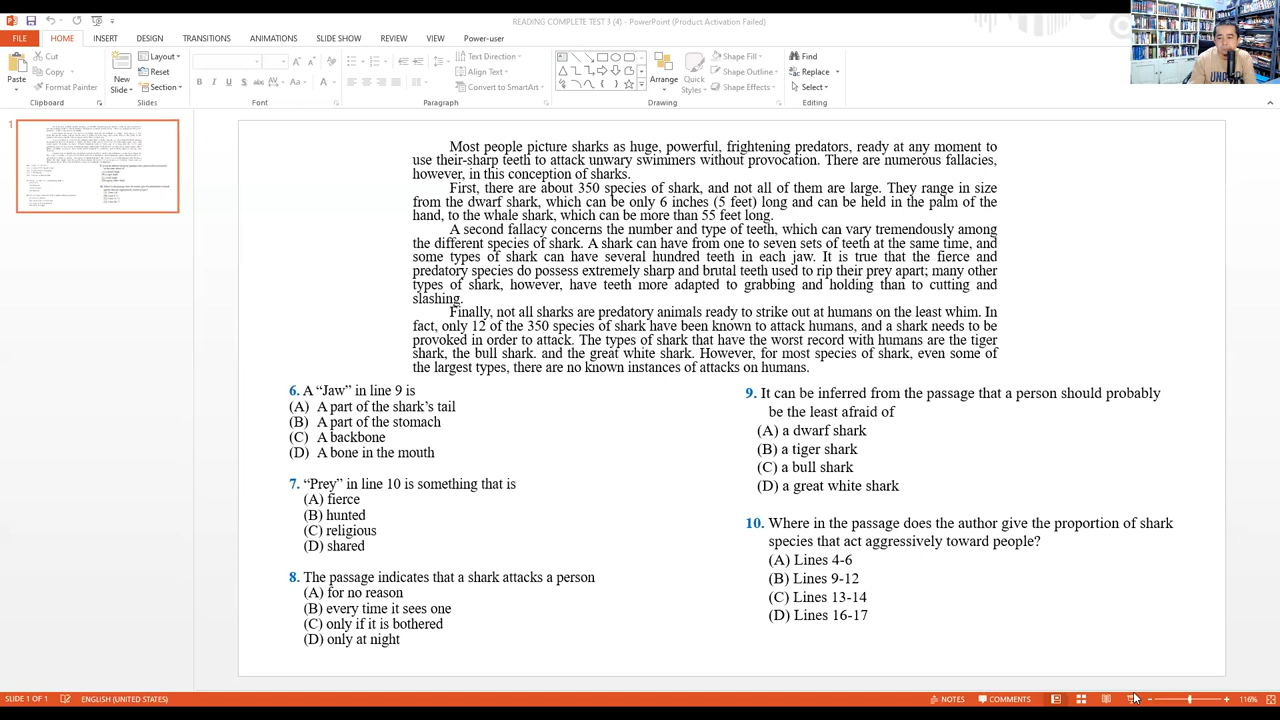 READING COMPLETE TEST 3 (4) - PowerPoint (Product Activation Failed)
FILE HOME INSERT DESIGN TRANSITIONS ANIMATIONS SLIDE SHOW REVIEW VIEW Power-user
Paste
Cut
Copy
Format Painter
Clipboard
New Slide
Layout
Reset
Section
Slides
B I U S abc AV Aa A
Font
Text Direction
Align Text
Convert to SmartArt
Paragraph
Arrange
Quick Styles
Shape Fill
Shape Outline
Shape Effects
Drawing
Find
Replace
Select
Editing
1
Most people picture sharks as huge, powerful, frightening predators, ready at any moment to
use their sharp teeth to attack unwary swimmers without provocation. There are numerous fallacies,
however, in this conception of sharks.
First, there are about 350 species of shark, and not all of them are large. They range in size
from the dwarf shark, which can be only 6 inches (5 feet) long and can be held in the palm of the
hand, to the whale shark, which can be more than 55 feet long.
A second fallacy concerns the number and type of teeth, which can vary tremendously among
the different species of shark. A shark can have from one to seven sets of teeth at the same time, and
some types of shark can have several hundred teeth in each jaw. It is true that the fierce and
predatory species do possess extremely sharp and brutal teeth used to rip their prey apart; many other
types of shark, however, have teeth more adapted to grabbing and holding than to cutting and
slashing.
Finally, not all sharks are predatory animals ready to strike out at humans on the least whim. In
fact, only 12 of the 350 species of shark have been known to attack humans, and a shark needs to be
provoked in order to attack. The types of shark that have the worst record with humans are the tiger
shark, the bull shark. and the great white shark. However, for most species of shark, even some of
the largest types, there are no known instances of attacks on humans.
6. A “Jaw” in line 9 is
(A) A part of the shark’s tail
(B) A part of the stomach
(C) A backbone
(D) A bone in the mouth
7. “Prey” in line 10 is something that is
(A) fierce
(B) hunted
(C) religious
(D) shared
8. The passage indicates that a shark attacks a person
(A) for no reason
(B) every time it sees one
(C) only if it is bothered
(D) only at night
9. It can be inferred from the passage that a person should probably
be the least afraid of
(A) a dwarf shark
(B) a tiger shark
(C) a bull shark
(D) a great white shark
10. Where in the passage does the author give the proportion of shark
species that act aggressively toward people?
(A) Lines 4-6
(B) Lines 9-12
(C) Lines 13-14
(D) Lines 16-17
SLIDE 1 OF 1 ENGLISH (UNITED STATES) NOTES COMMENTS 116%